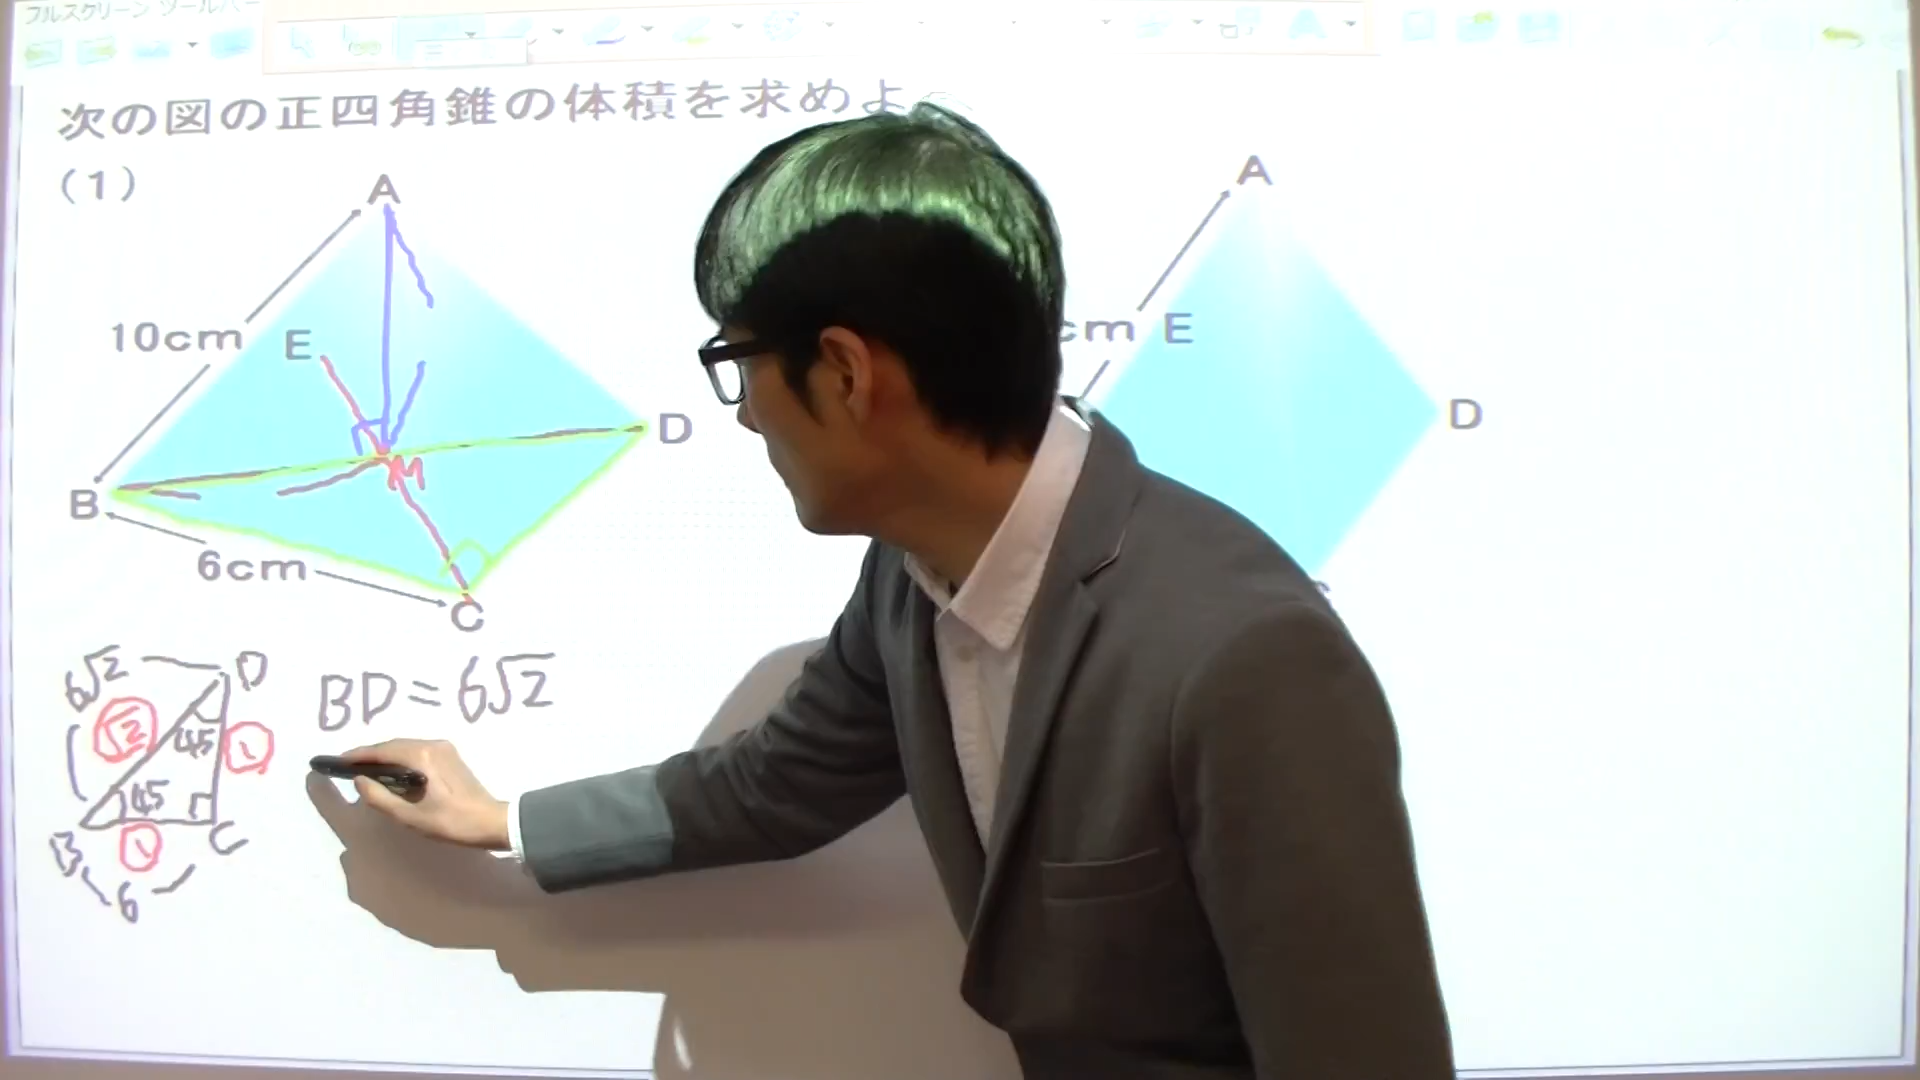 フルスクリーン ツールバー
次の図の正四角錐の体積を求めよ
(1)
A
10cm
E
D
M
B
6cm
C
A
cm E
D
6√2
D
√2
45
1
45
B
1
C
6
BD=6√2